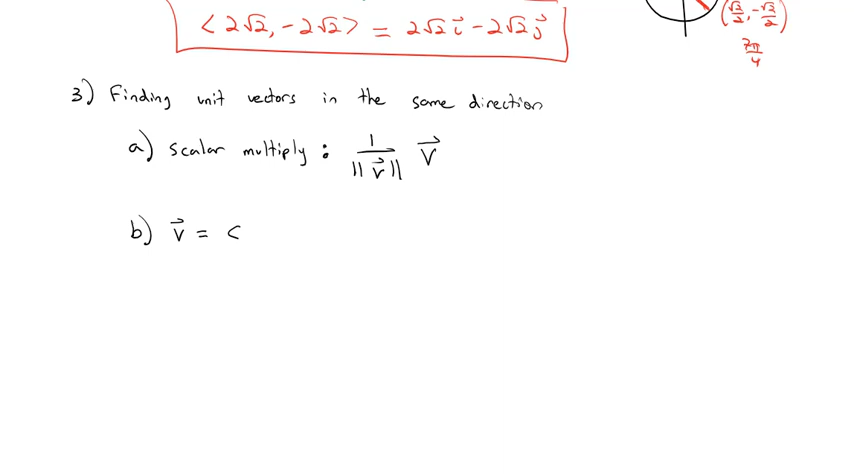 < 2√2, -2√2 > = 2√2 i⃗ - 2√2 j⃗
(√2/2, -√2/2)
7π/4
3) Finding unit vectors in the same direction
a) scalar multiply : 1/||v⃗|| v⃗
b) v⃗ = <